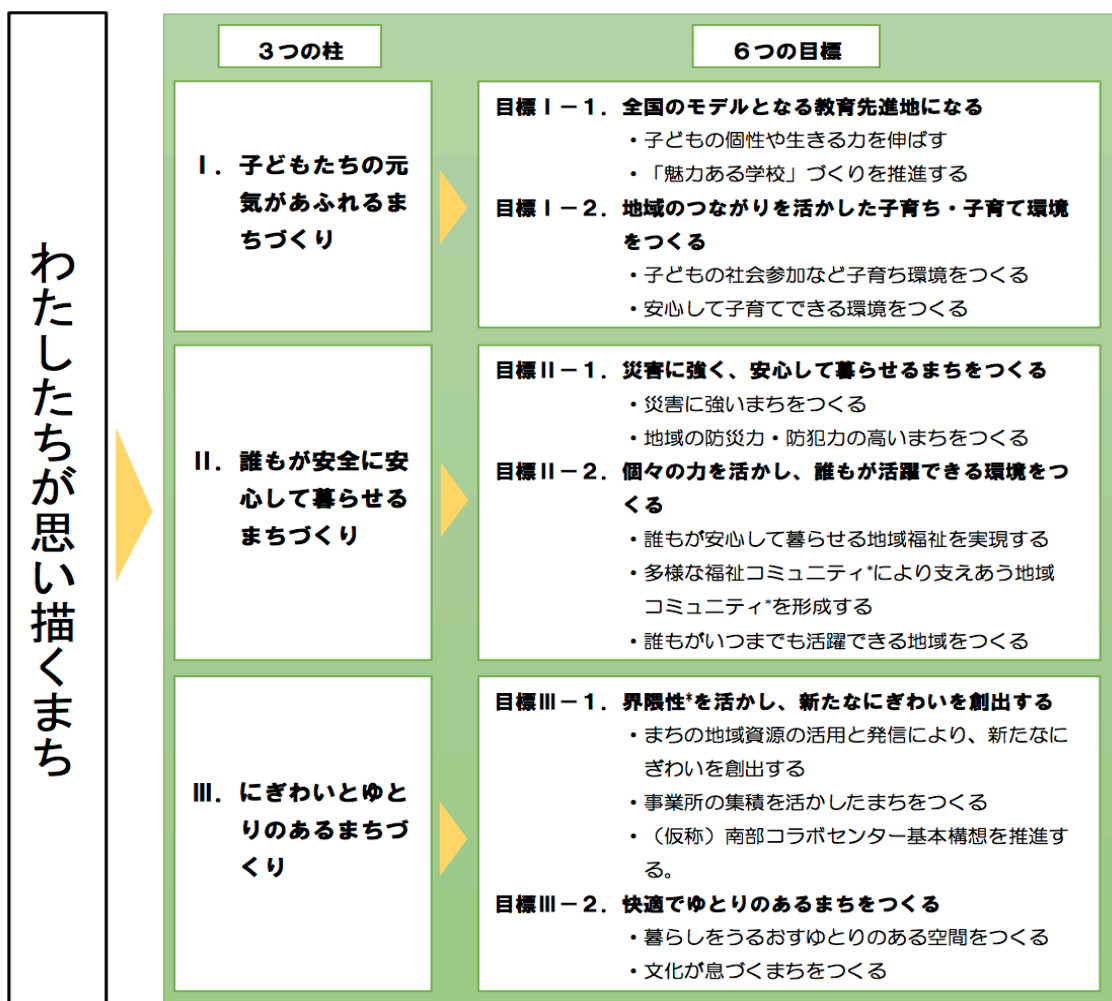 わたしたちが思い描くまち
3つの柱
6つの目標
Ⅰ．子どもたちの元
気があふれるま
ちづくり
目標Ⅰ－1．全国のモデルとなる教育先進地になる
・子どもの個性や生きる力を伸ばす
・「魅力ある学校」づくりを推進する
目標Ⅰ－2．地域のつながりを活かした子育ち・子育て環境
をつくる
・子どもの社会参加など子育ち環境をつくる
・安心して子育てできる環境をつくる
Ⅱ．誰もが安全に安
心して暮らせる
まちづくり
目標Ⅱ－1．災害に強く、安心して暮らせるまちをつくる
・災害に強いまちをつくる
・地域の防災力・防犯力の高いまちをつくる
目標Ⅱ－2．個々の力を活かし、誰もが活躍できる環境をつ
くる
・誰もが安心して暮らせる地域福祉を実現する
・多様な福祉コミュニティ*により支えあう地域
コミュニティ*を形成する
・誰もがいつまでも活躍できる地域をつくる
Ⅲ．にぎわいとゆと
りのあるまちづ
くり
目標Ⅲ－1．界隈性*を活かし、新たなにぎわいを創出する
・まちの地域資源の活用と発信により、新たなに
ぎわいを創出する
・事業所の集積を活かしたまちをつくる
・（仮称）南部コラボセンター基本構想を推進す
る。
目標Ⅲ－2．快適でゆとりのあるまちをつくる
・暮らしをうるおすゆとりのある空間をつくる
・文化が息づくまちをつくる